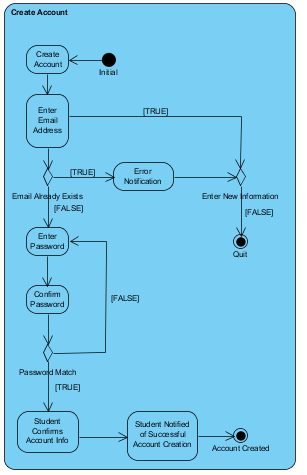 Create Account
Create
Account
Initial
Enter
Email
Address
[TRUE]
[TRUE]
Error
Notification
Email Already Exists
Enter New Information
[FALSE]
[FALSE]
Enter
Password
Quit
Confirm
Password
[FALSE]
Password Match
[TRUE]
Student
Confirms
Account Info
Student Notified
of Successful
Account Creation
Account Created